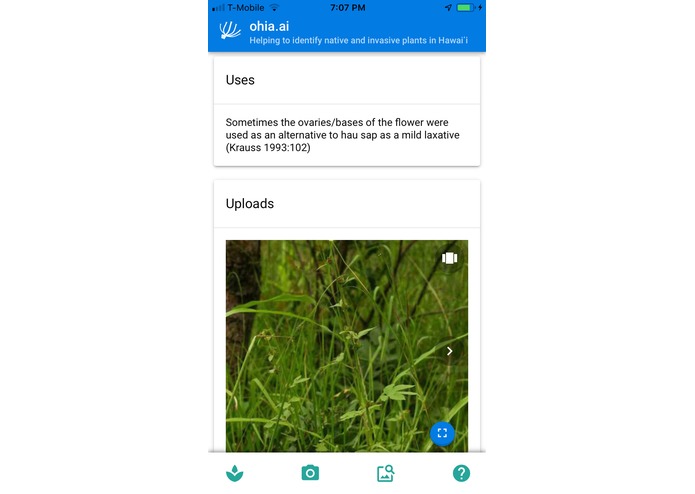 T-Mobile 7:07 PM
ohia.ai
Helping to identify native and invasive plants in Hawai`i
Uses
Sometimes the ovaries/bases of the flower were
used as an alternative to hau sap as a mild laxative
(Krauss 1993:102)
Uploads